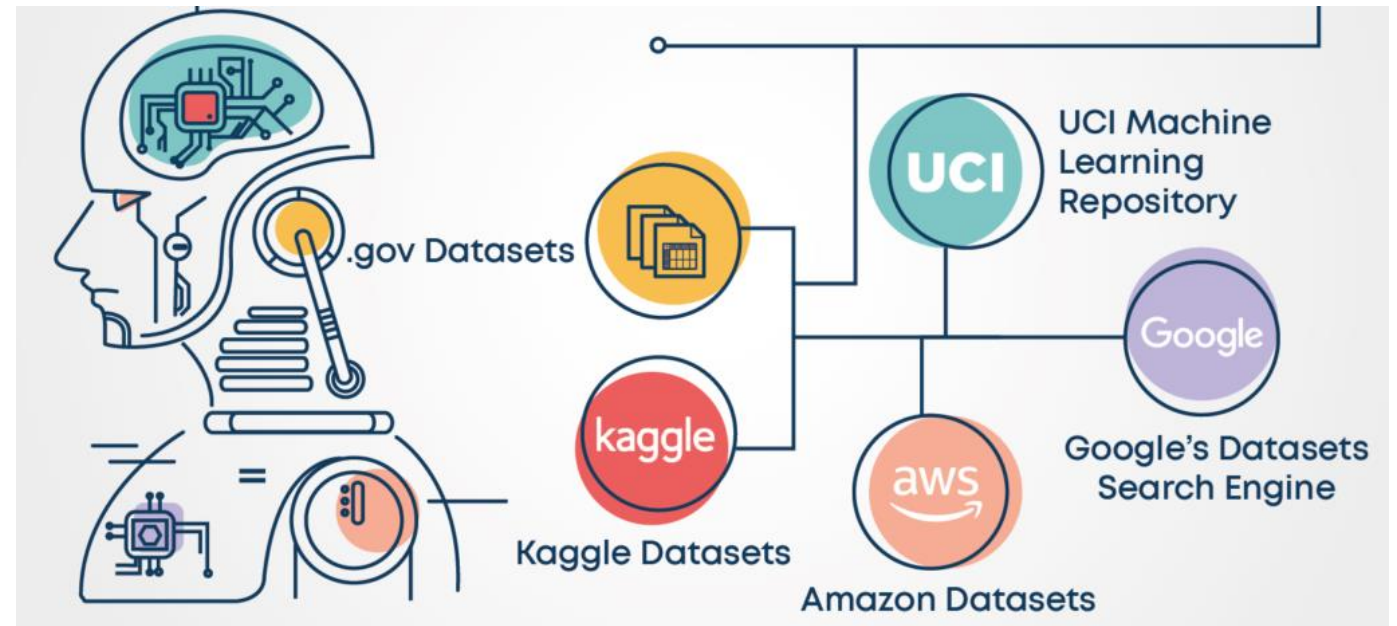 UCI
UCI Machine
Learning
Repository
.gov Datasets
Google
kaggle
Google's Datasets
Search Engine
aws
Kaggle Datasets
Amazon Datasets